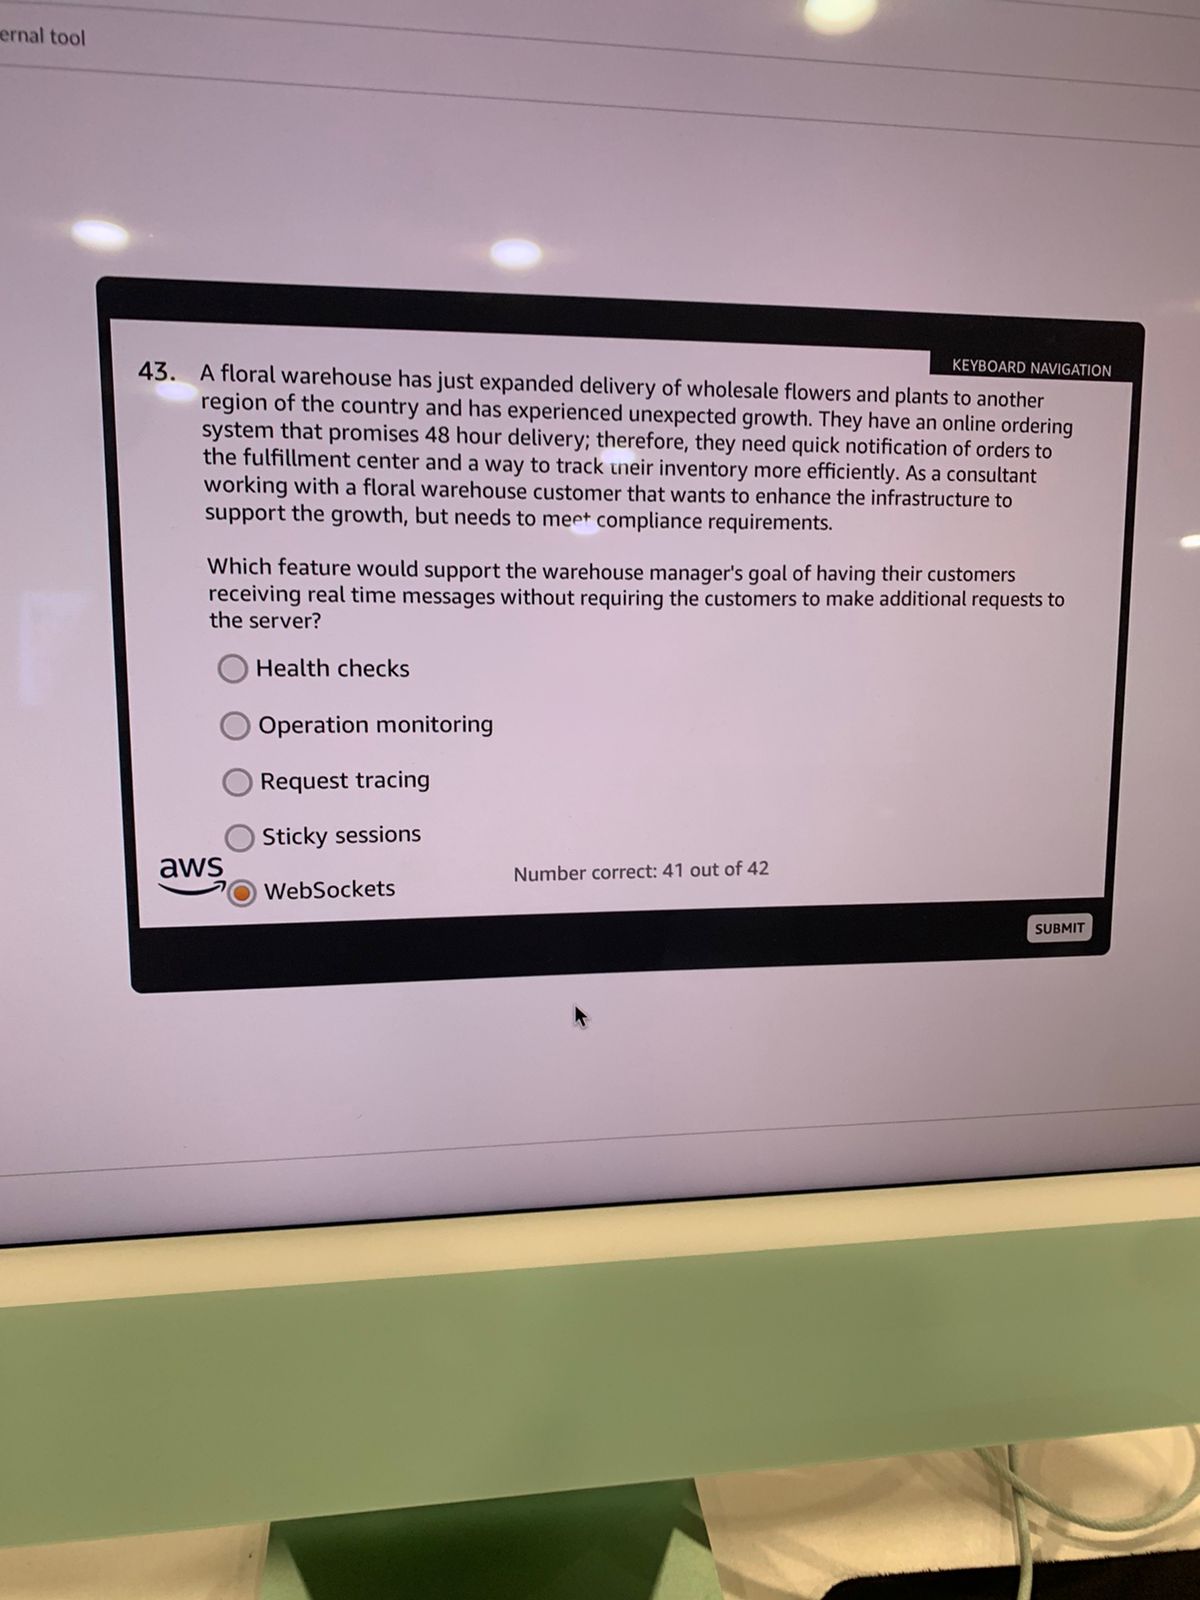 ernal tool
KEYBOARD NAVIGATION
43. A floral warehouse has just expanded delivery of wholesale flowers and plants to another
region of the country and has experienced unexpected growth. They have an online ordering
system that promises 48 hour delivery; therefore, they need quick notification of orders to
the fulfillment center and a way to track their inventory more efficiently. As a consultant
working with a floral warehouse customer that wants to enhance the infrastructure to
support the growth, but needs to meet compliance requirements.
Which feature would support the warehouse manager's goal of having their customers
receiving real time messages without requiring the customers to make additional requests to
the server?
Health checks
Operation monitoring
Request tracing
Sticky sessions
aws
Number correct: 41 out of 42
WebSockets
SUBMIT